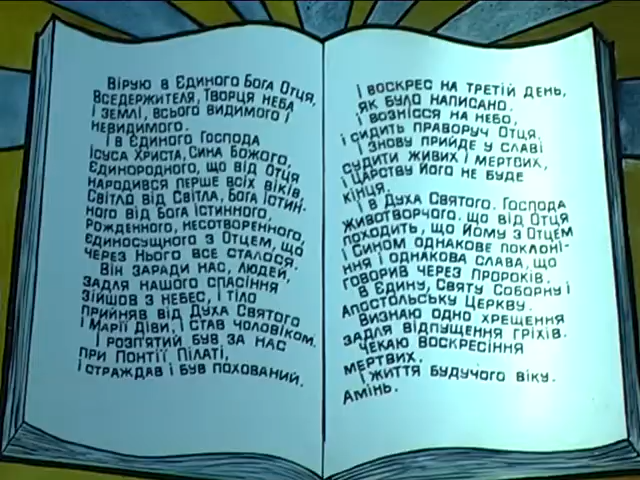 Вірую в Єдиного Бога Отця,
Вседержителя, Творця неба
і землі, всього видимого і
невидимого.
І в Єдиного Господа
Ісуса Христа, Сина Божого,
Єдинородного, що від Отця
народився перше всіх віків.
Світло від Світла, Бога Істин-
ного від Бога Істинного,
Рожденного, несотворенного,
Єдиносущного з Отцем, що
через Нього все сталося.
Він заради нас, людей,
задля нашого спасіння
зійшов з небес, і тіло
прийняв від Духа Святого
і Марії Діви, і став чоловіком.
І розп'ятий був за нас
при Понтії Пілаті,
і страждав і був похований.
І воскрес на третій день,
як було написано.
І вознісся на небо,
і сидить праворуч Отця.
І знову прийде у славі
судити живих і мертвих,
і Царству Його не буде
кінця.
І в Духа Святого. Господа
животворчого. що від Отця
походить, що Йому з Отцем
і Сином однакове поклоні-
ння і однакова слава, що
говорив через пророків.
В Єдину, Святу Соборну і
Апостольську Церкву.
Визнаю одно хрещення
задля відпущення гріхів.
Чекаю воскресіння
мертвих.
І життя будучого віку.
Амінь.